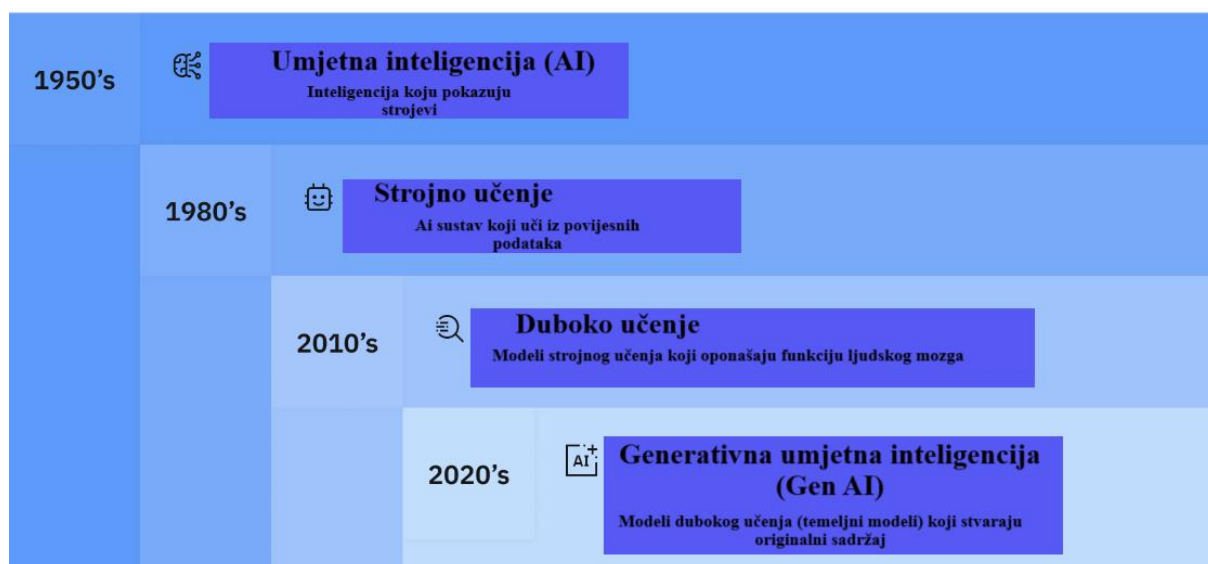 1950's
Umjetna inteligencija (AI)
Inteligencija koju pokazuju
strojevi
1980's
Strojno učenje
Ai sustav koji uči iz povijesnih
podataka
2010's
Duboko učenje
Modeli strojnog učenja koji oponašaju funkciju ljudskog mozga
2020's
AI
Generativna umjetna inteligencija
(Gen AI)
Modeli dubokog učenja (temeljni modeli) koji stvaraju
originalni sadržaj